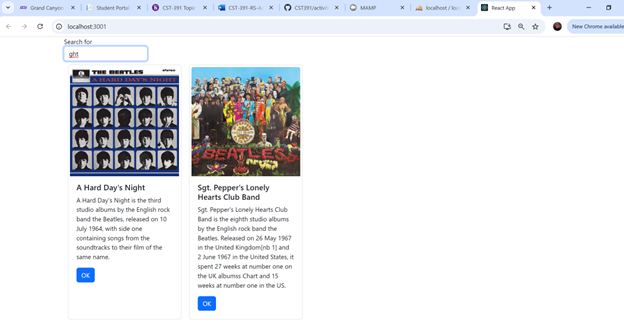 Grand Canyon
Student Portal
CST-391 Topic
CST-391-RS-A
CST391/activit
MAMP
localhost / loc
React App
localhost:3001
New Chrome available
Search for
ght
THE BEATLES
A HARD DAY'S NIGHT
BEATLES
A Hard Day's Night
A Hard Day's Night is the third
studio albums by the English rock
band the Beatles, released on 10
July 1964, with side one
containing songs from the
soundtracks to their film of the
same name.
OK
Sgt. Pepper's Lonely
Hearts Club Band
Sgt. Pepper's Lonely Hearts Club
Band is the eighth studio albums
by the English rock band the
Beatles. Released on 26 May 1967
in the United Kingdom[nb 1] and
2 June 1967 in the United States, it
spent 27 weeks at number one on
the UK albumss Chart and 15
weeks at number one in the US.
OK